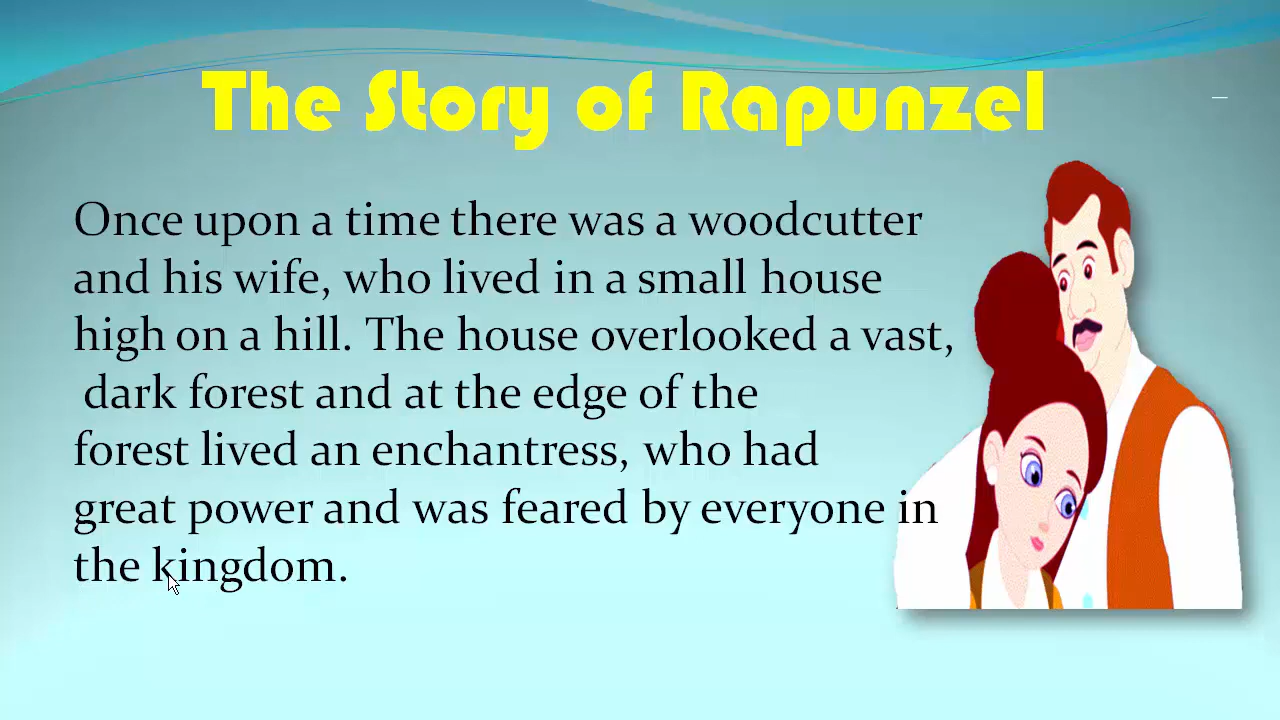 The Story of Rapunzel
Once upon a time there was a woodcutter
and his wife, who lived in a small house
high on a hill. The house overlooked a vast,
dark forest and at the edge of the
forest lived an enchantress, who had
great power and was feared by everyone in
the kingdom.